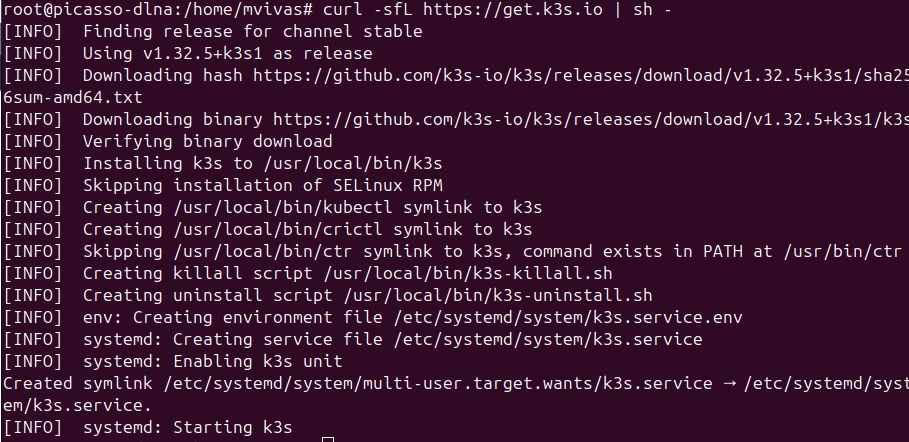 root@picasso-dlna:/home/mvivas# curl -sfL https://get.k3s.io | sh -
[INFO]  Finding release for channel stable
[INFO]  Using v1.32.5+k3s1 as release
[INFO]  Downloading hash https://github.com/k3s-io/k3s/releases/download/v1.32.5+k3s1/sha25
6sum-amd64.txt
[INFO]  Downloading binary https://github.com/k3s-io/k3s/releases/download/v1.32.5+k3s1/k3s
[INFO]  Verifying binary download
[INFO]  Installing k3s to /usr/local/bin/k3s
[INFO]  Skipping installation of SELinux RPM
[INFO]  Creating /usr/local/bin/kubectl symlink to k3s
[INFO]  Creating /usr/local/bin/crictl symlink to k3s
[INFO]  Skipping /usr/local/bin/ctr symlink to k3s, command exists in PATH at /usr/bin/ctr
[INFO]  Creating killall script /usr/local/bin/k3s-killall.sh
[INFO]  Creating uninstall script /usr/local/bin/k3s-uninstall.sh
[INFO]  env: Creating environment file /etc/systemd/system/k3s.service.env
[INFO]  systemd: Creating service file /etc/systemd/system/k3s.service
[INFO]  systemd: Enabling k3s unit
Created symlink /etc/systemd/system/multi-user.target.wants/k3s.service → /etc/systemd/syst
em/k3s.service.
[INFO]  systemd: Starting k3s